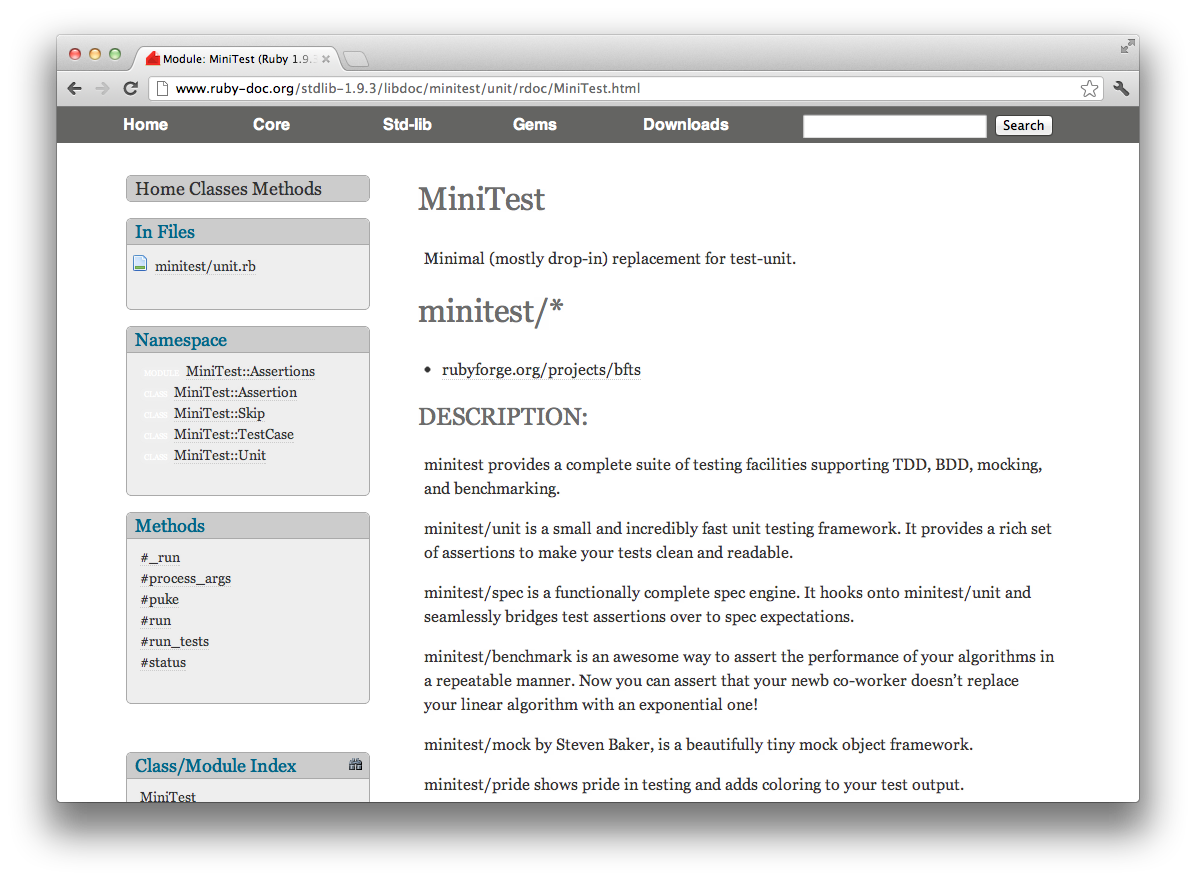 Module: MiniTest (Ruby 1.9.3
www.ruby-doc.org/stdlib-1.9.3/libdoc/minitest/unit/rdoc/MiniTest.html
Home Core Std-lib Gems Downloads Search
Home Classes Methods
In Files
minitest/unit.rb
Namespace
MODULE MiniTest::Assertions
CLASS MiniTest::Assertion
CLASS MiniTest::Skip
CLASS MiniTest::TestCase
CLASS MiniTest::Unit
Methods
#_run
#process_args
#puke
#run
#run_tests
#status
Class/Module Index
MiniTest
MiniTest
Minimal (mostly drop-in) replacement for test-unit.
minitest/*
• rubyforge.org/projects/bfts
DESCRIPTION:
minitest provides a complete suite of testing facilities supporting TDD, BDD, mocking,
and benchmarking.
minitest/unit is a small and incredibly fast unit testing framework. It provides a rich set
of assertions to make your tests clean and readable.
minitest/spec is a functionally complete spec engine. It hooks onto minitest/unit and
seamlessly bridges test assertions over to spec expectations.
minitest/benchmark is an awesome way to assert the performance of your algorithms in
a repeatable manner. Now you can assert that your newb co-worker doesn’t replace
your linear algorithm with an exponential one!
minitest/mock by Steven Baker, is a beautifully tiny mock object framework.
minitest/pride shows pride in testing and adds coloring to your test output.